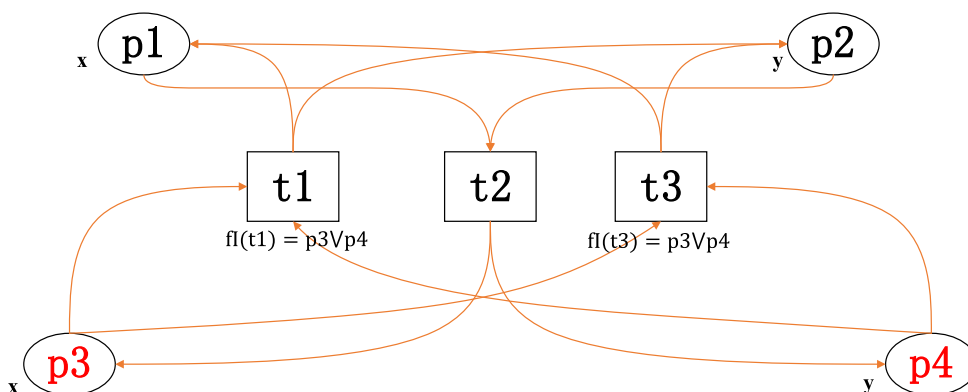 p1
p2
x
y
t1
t2
t3
fI(t1) = p3∨p4
fI(t3) = p3∨p4
p3
p4
x
y